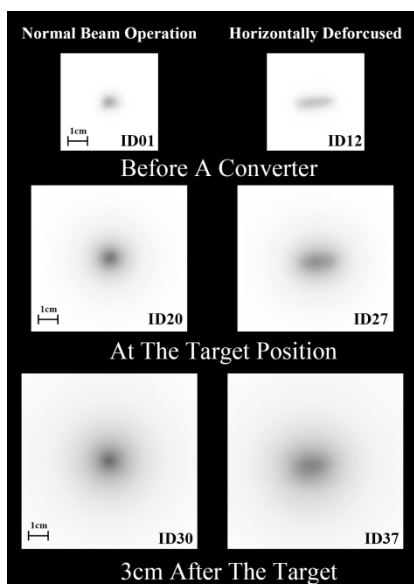 Normal Beam Operation Horizontally Deforcused
1cm ID01 ID12
Before A Converter
1cm ID20 ID27
At The Target Position
1cm ID30 ID37
3cm After The Target